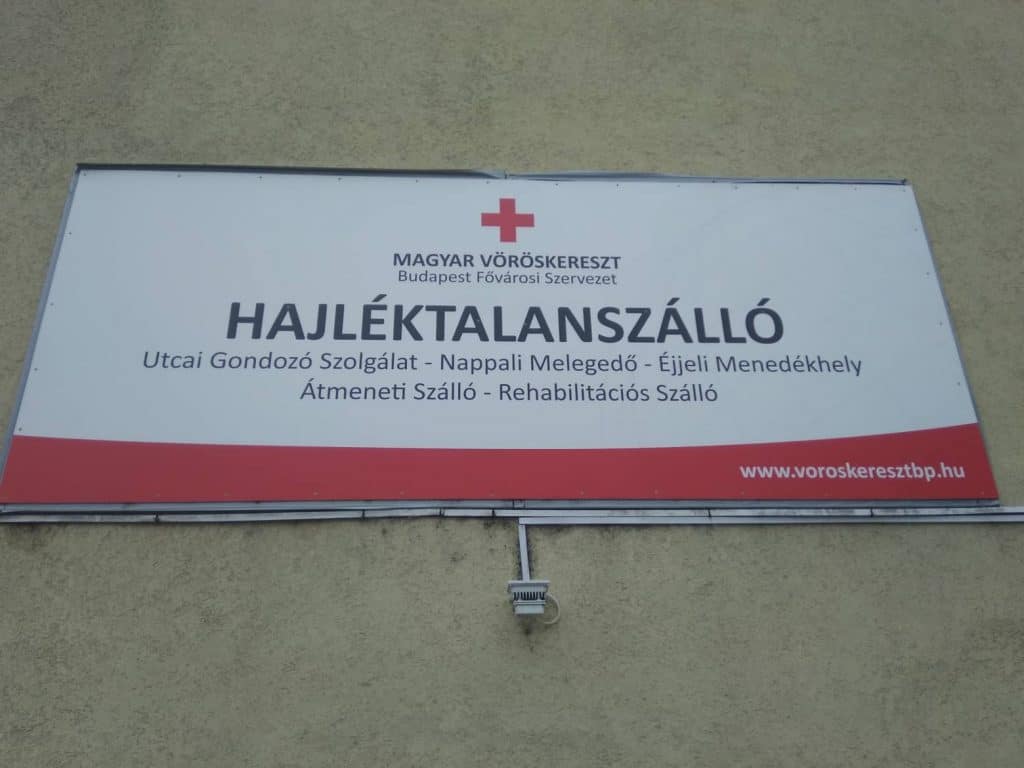 MAGYAR VÖRÖSKERESZT
Budapest Fővárosi Szervezet
HAJLÉKTALANSZÁLLÓ
Utcai Gondozó Szolgálat - Nappali Melegedő - Éjjeli Menedékhely
Átmeneti Szálló - Rehabilitációs Szálló
www.voroskeresztbp.hu